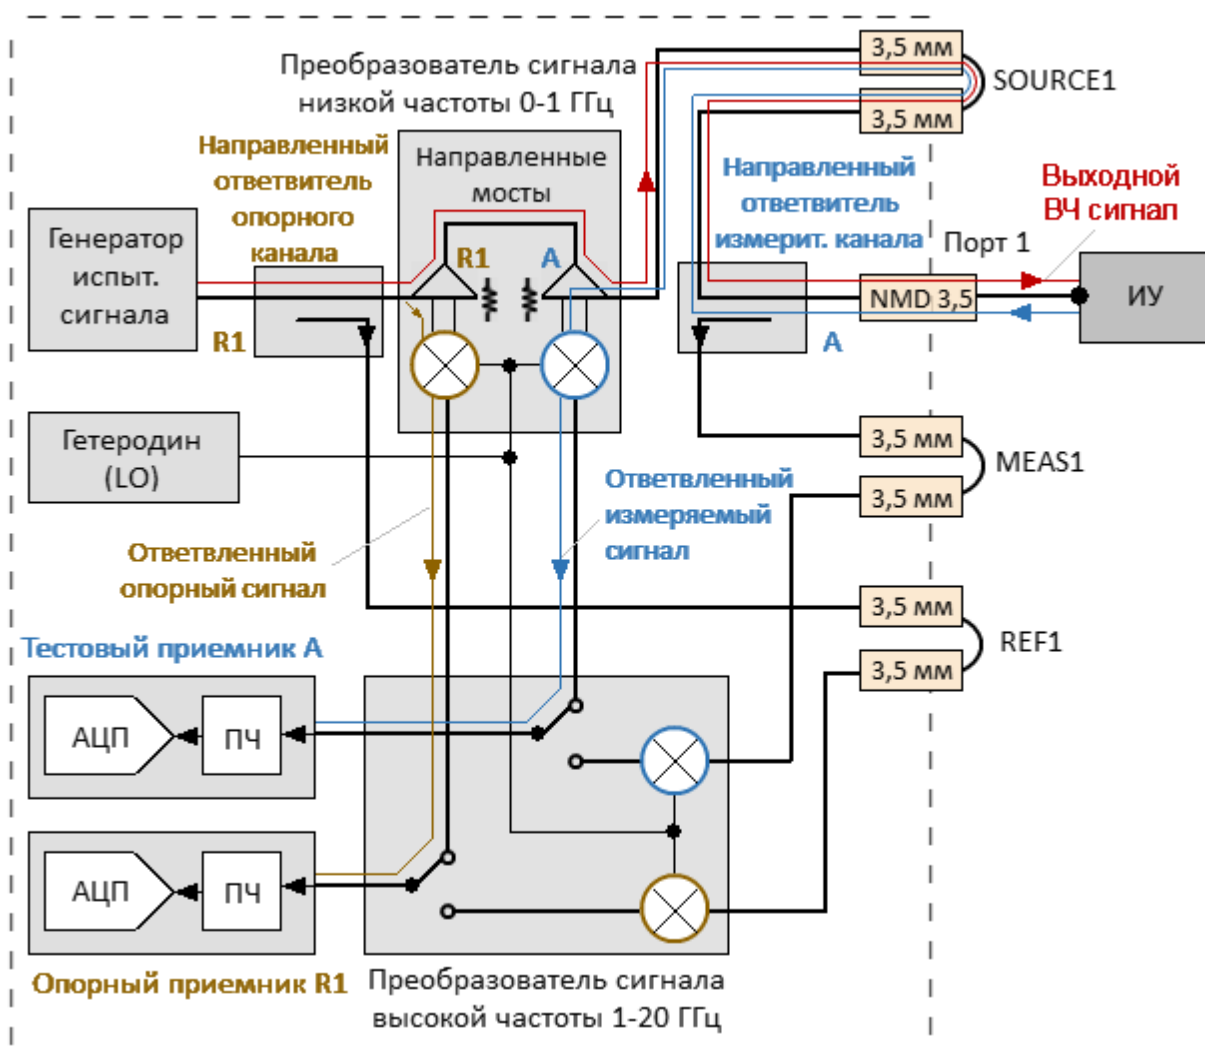 Преобразователь сигнала
низкой частоты 0-1 ГГц
3,5 мм
SOURCE1
3,5 мм
Направленный
ответвитель
опорного
канала
Направленные
мосты
Направленный
ответвитель
измерит. канала
Выходной
ВЧ сигнал
Генератор
испыт.
сигнала
R1
A
Порт 1
NMD 3,5
ИУ
R1
A
Гетеродин
(LO)
3,5 мм
MEAS1
3,5 мм
Ответвленный
измеряемый
сигнал
Ответвленный
опорный сигнал
3,5 мм
REF1
3,5 мм
Тестовый приемник A
АЦП
ПЧ
АЦП
ПЧ
Опорный приемник R1
Преобразователь сигнала
высокой частоты 1-20 ГГц